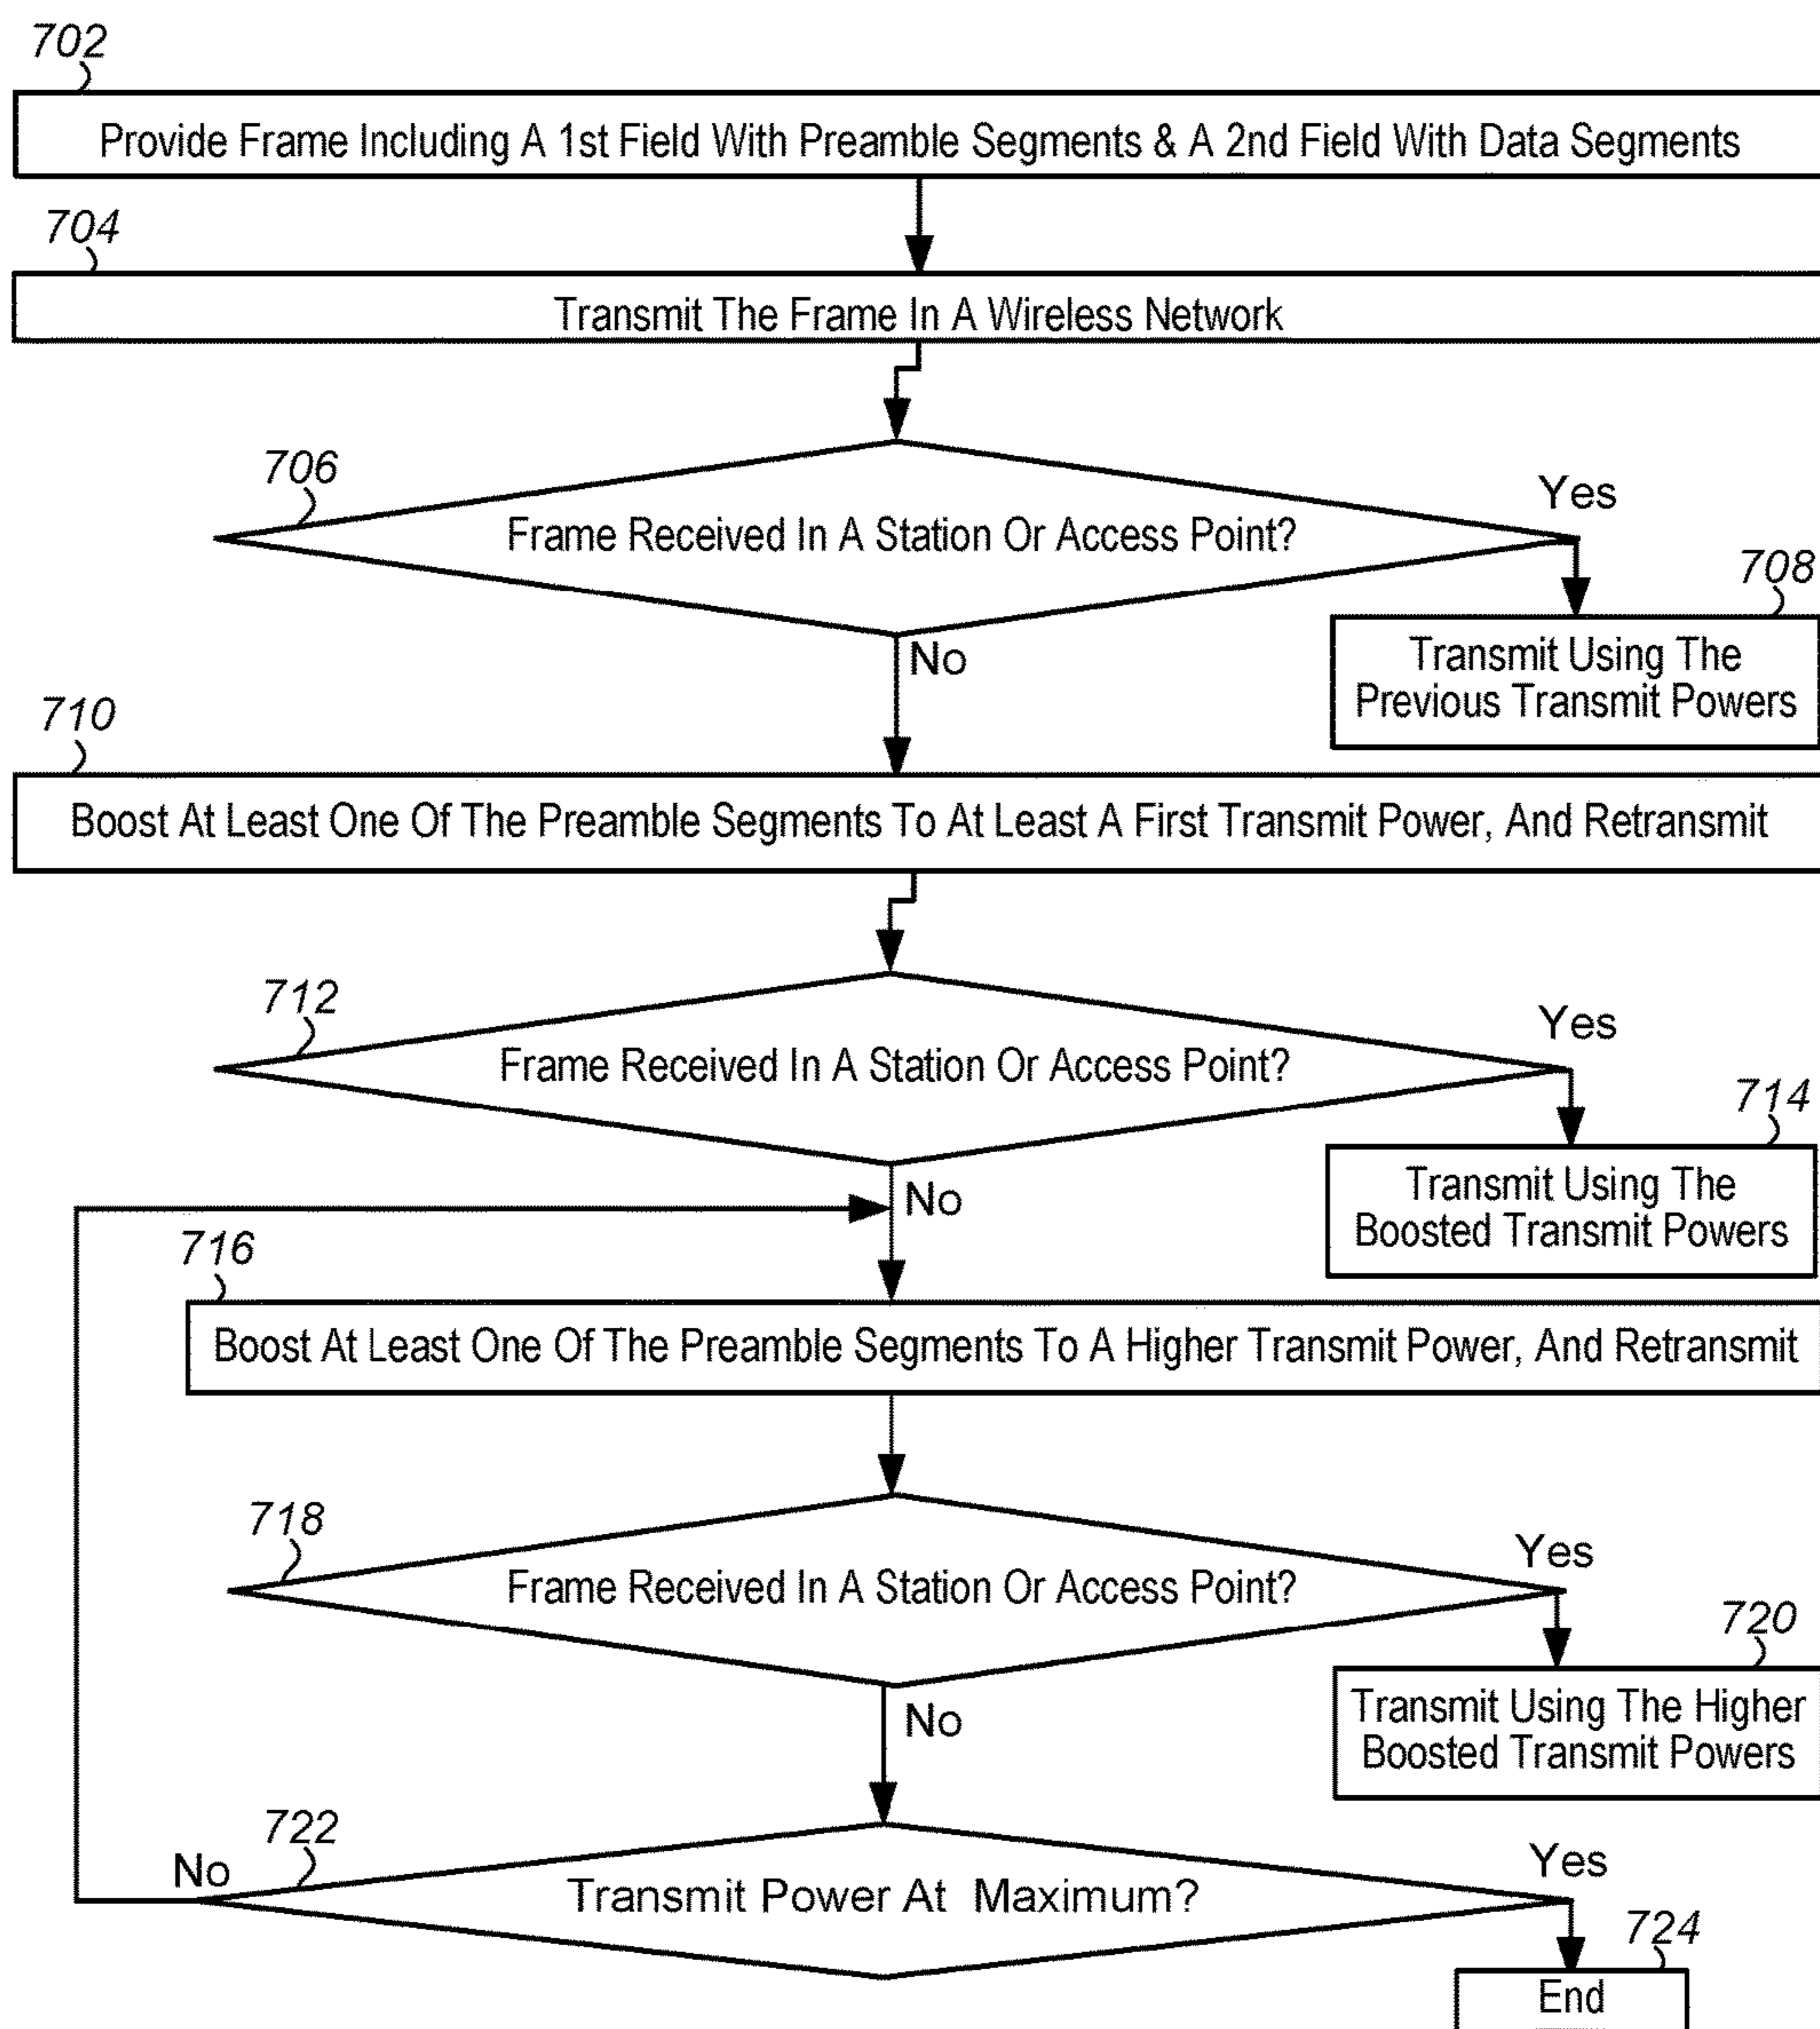 702
Provide Frame Including A 1st Field With Preamble Segments & A 2nd Field With Data Segments
704
Transmit The Frame In A Wireless Network
706
Frame Received In A Station Or Access Point?
Yes
708
Transmit Using The
Previous Transmit Powers
No
710
Boost At Least One Of The Preamble Segments To At Least A First Transmit Power, And Retransmit
712
Frame Received In A Station Or Access Point?
Yes
714
Transmit Using The
Boosted Transmit Powers
No
716
Boost At Least One Of The Preamble Segments To A Higher Transmit Power, And Retransmit
718
Frame Received In A Station Or Access Point?
Yes
720
Transmit Using The Higher
Boosted Transmit Powers
No
722
No
Transmit Power At Maximum?
Yes
724
End